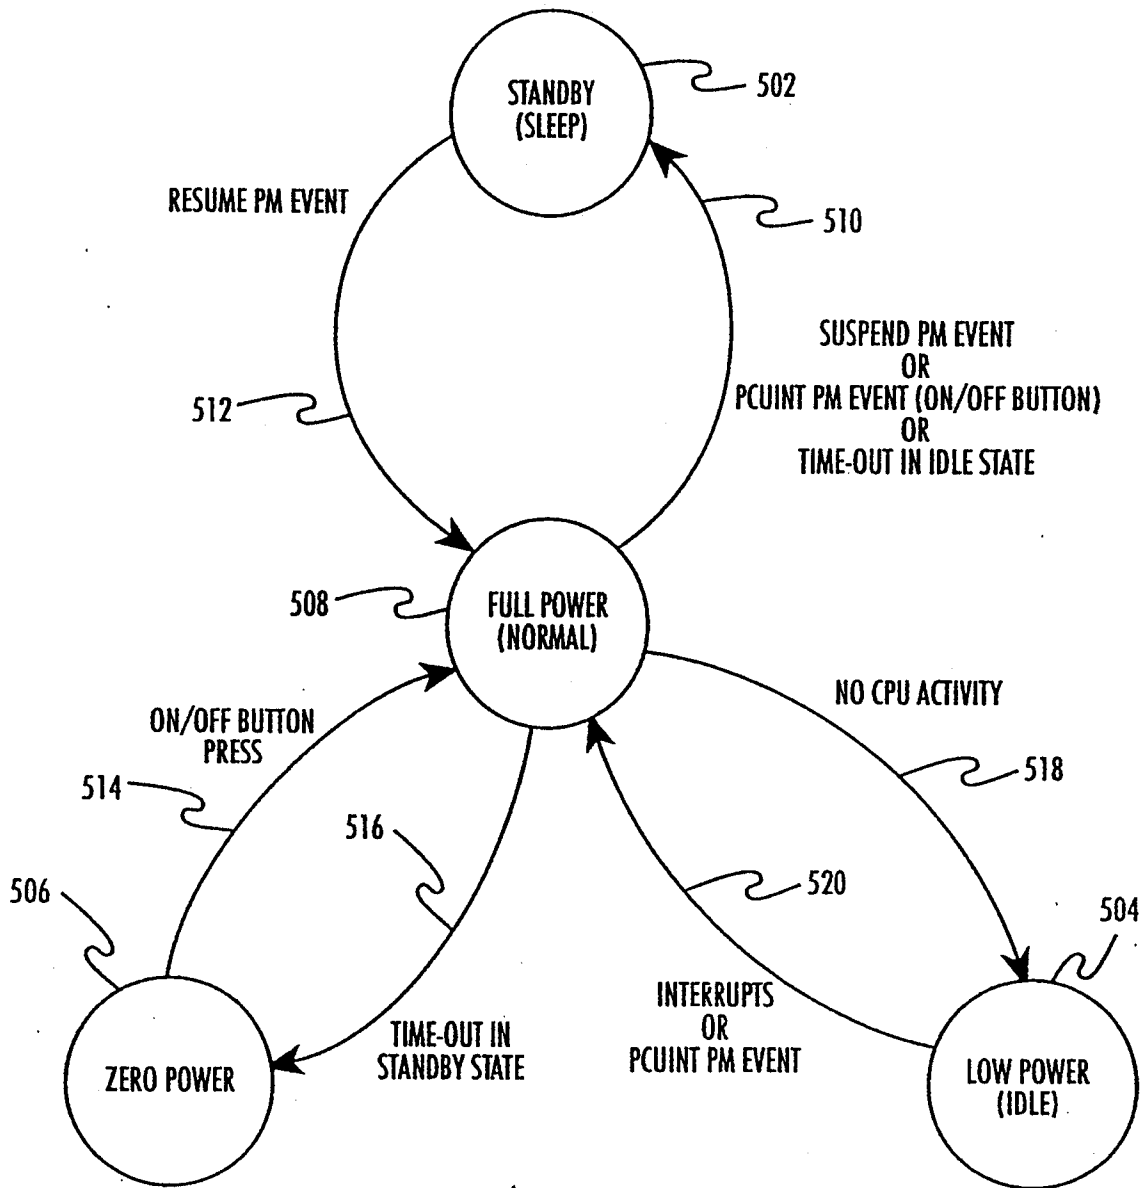 STANDBY
(SLEEP)
502
RESUME PM EVENT
510
SUSPEND PM EVENT
OR
PCUINT PM EVENT (ON/OFF BUTTON)
OR
TIME-OUT IN IDLE STATE
512
508
FULL POWER
(NORMAL)
NO CPU ACTIVITY
ON/OFF BUTTON
PRESS
518
514
516
520
506
504
INTERRUPTS
OR
PCUINT PM EVENT
TIME-OUT IN
STANDBY STATE
ZERO POWER
LOW POWER
(IDLE)